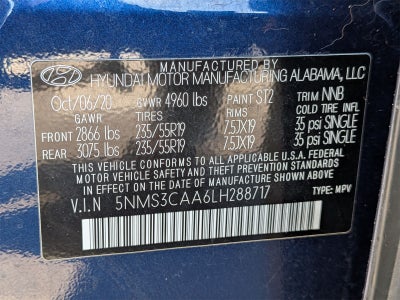 MANUFACTURED BY
HYUNDAI MOTOR MANUFACTURING ALABAMA, LLC
Oct/06/20 GVWR 4960 lbs PAINT ST2 TRIM NNB
GAWR TIRES RIMS COLD TIRE INFL
FRONT 2866 lbs 235/55R19 7.5JX19 35 psi SINGLE
REAR 3075 lbs 235/55R19 7.5JX19 35 psi SINGLE
THIS VEHICLE CONFORMS TO ALL APPLICABLE U.S.A FEDERAL
MOTOR VEHICLE SAFETY AND THEFT PREVENTION STANDARDS
IN EFFECT ON THE DATE OF MANUFACTURE SHOWN ABOVE.
V.I.N 5NMS3CAA6LH288717 TYPE: MPV